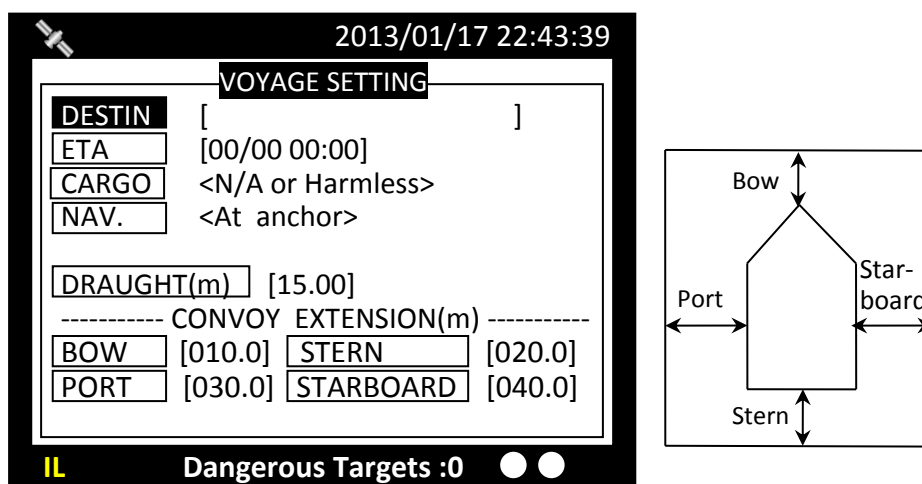 2013/01/17 22:43:39
VOYAGE SETTING
DESTIN [ ]
ETA [00/00 00:00]
CARGO <N/A or Harmless>
NAV. <At anchor>
DRAUGHT(m) [15.00]
----------- CONVOY EXTENSION(m) -----------
BOW [010.0] STERN [020.0]
PORT [030.0] STARBOARD [040.0]
IL Dangerous Targets :0
Bow
Port
Star-
board
Stern